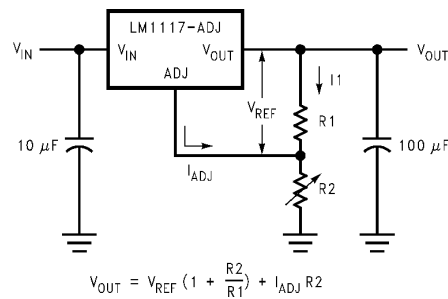 LM1117-ADJ
V_IN
V_IN
V_OUT
V_OUT
ADJ
I1
V_REF
R1
10 µF
100 µF
I_ADJ
R2
V_OUT = V_REF (1 + R2/R1) + I_ADJ R2